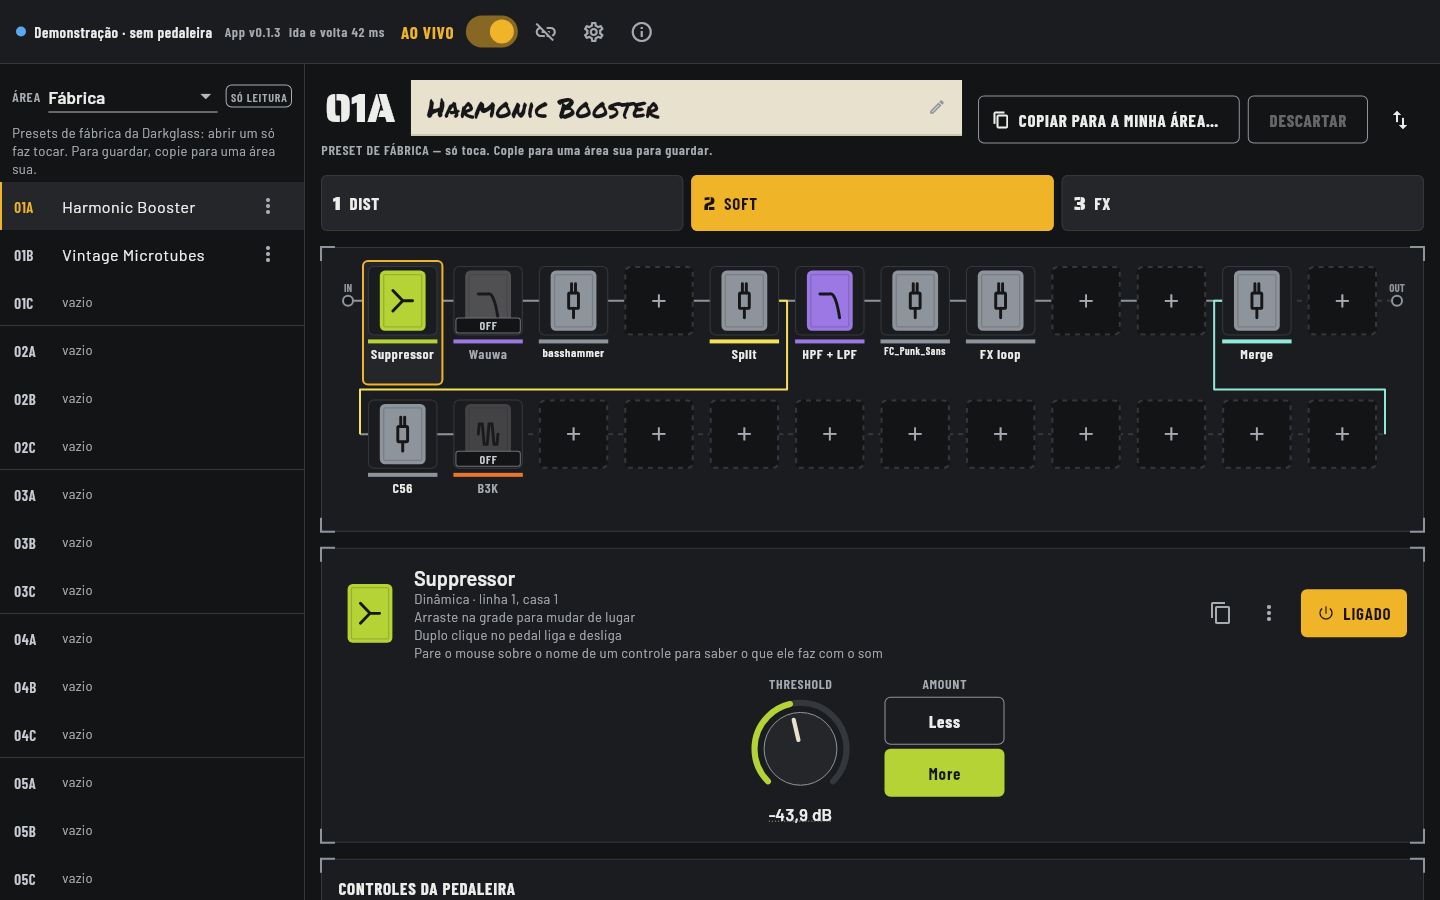 Demonstração · sem pedaleira
App v0.1.3
Ida e volta 42 ms
AO VIVO
ÁREA
Fábrica
SÓ LEITURA
Presets de fábrica da Darkglass: abrir um só
faz tocar. Para guardar, copie para uma área
sua.
01A Harmonic Booster
01B Vintage Microtubes
01C vazio
02A vazio
02B vazio
02C vazio
03A vazio
03B vazio
03C vazio
04A vazio
04B vazio
04C vazio
05A vazio
05B vazio
05C vazio
01A
Harmonic Booster
COPIAR PARA A MINHA ÁREA...
DESCARTAR
PRESET DE FÁBRICA — só toca. Copie para uma área sua para guardar.
1 DIST
2 SOFT
3 FX
IN
OUT
OFF
Suppressor
Wauwa
basshammer
Split
HPF + LPF
FC_Punk_Sans
FX loop
Merge
OFF
C56
B3K
Suppressor
Dinâmica · linha 1, casa 1
Arraste na grade para mudar de lugar
Duplo clique no pedal liga e desliga
Pare o mouse sobre o nome de um controle para saber o que ele faz com o som
LIGADO
THRESHOLD
-43,9 dB
AMOUNT
Less
More
CONTROLES DA PEDALEIRA